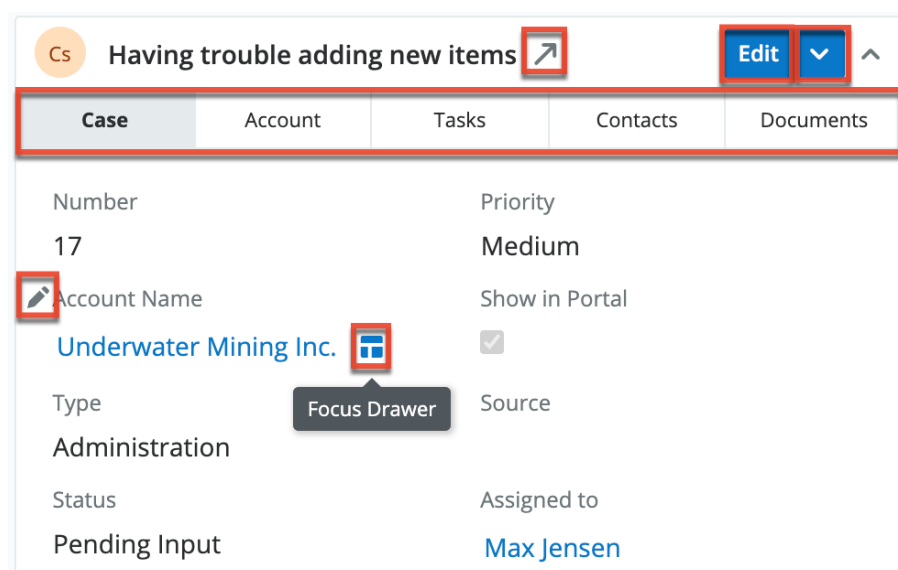 Cs Having trouble adding new items Edit
Case Account Tasks Contacts Documents
Number Priority
17 Medium
Account Name Show in Portal
Underwater Mining Inc.
Type Focus Drawer Source
Administration
Status Assigned to
Pending Input Max Jensen